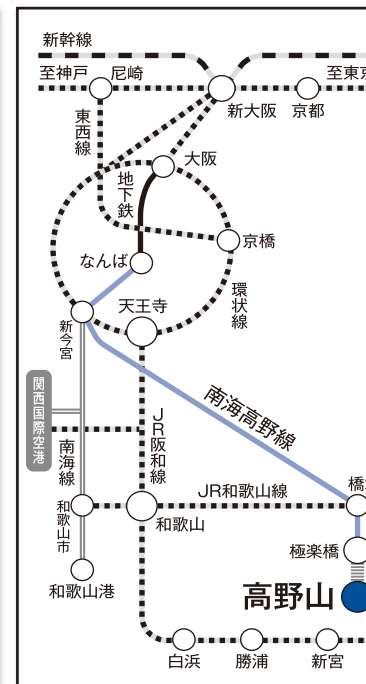 新幹線
至神戸
尼崎
至東京
新大阪
京都
東西線
大阪
地下鉄
京橋
なんば
環状線
天王寺
新今宮
関西国際空港
南海高野線
JR阪和線
南海線
JR和歌山線
橋
和歌山市
和歌山
極楽橋
和歌山港
高野山
白浜
勝浦
新宮